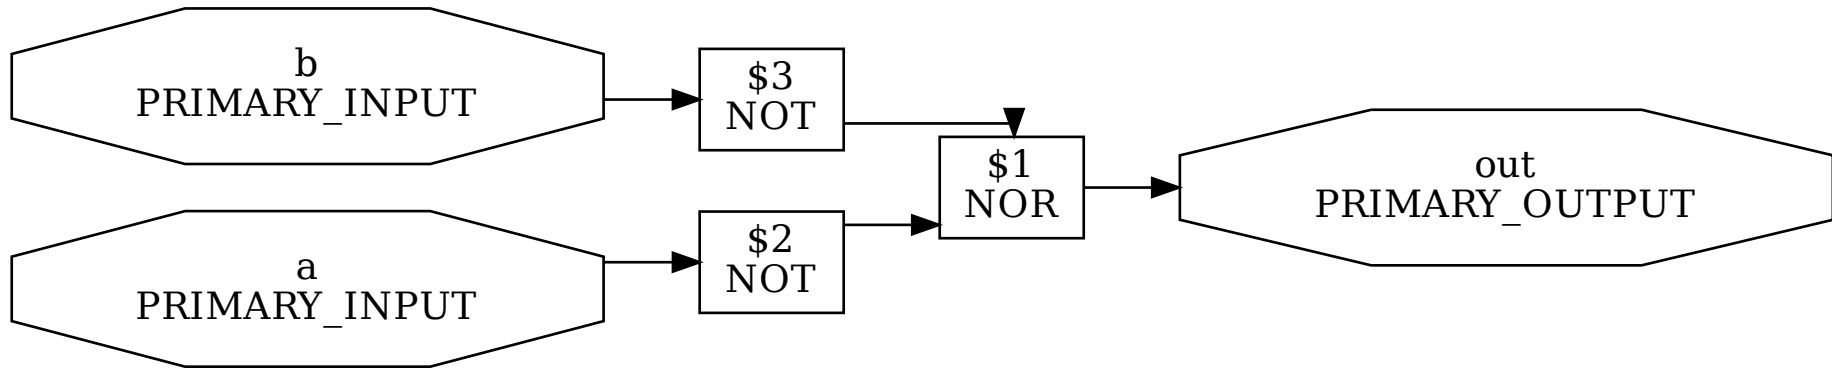 b
PRIMARY_INPUT
$3
NOT
$1
NOR
out
PRIMARY_OUTPUT
a
PRIMARY_INPUT
$2
NOT